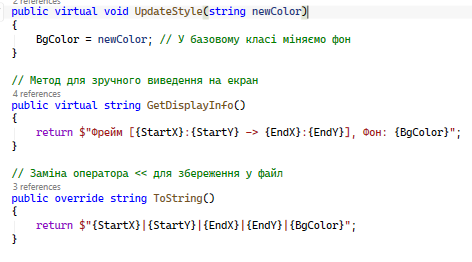 2 references
public virtual void UpdateStyle(string newColor)
{
BgColor = newColor; // У базовому класі міняємо фон
}
// Метод для зручного виведення на екран
4 references
public virtual string GetDisplayInfo()
{
return $"Фрейм [{StartX}:{StartY} -> {EndX}:{EndY}], Фон: {BgColor}";
}
// Заміна оператора << для збереження у файл
3 references
public override string ToString()
{
return $"{StartX}|{StartY}|{EndX}|{EndY}|{BgColor}";
}